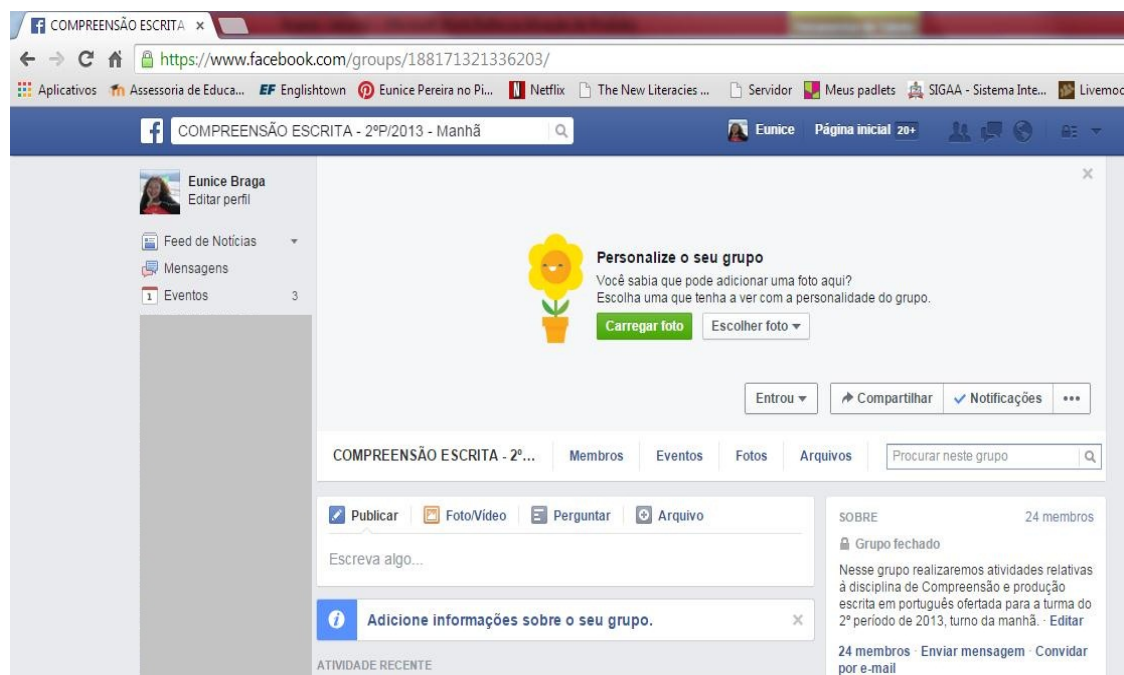 COMPREENSÃO ESCRITA ×
https://www.facebook.com/groups/188171321336203/
Aplicativos Assessoria de Educa... EF Englishtown Eunice Pereira no Pi... N Netflix The New Literacies ... Servidor Meus padlets SIGAA - Sistema Inte... Livemoc
f COMPREENSÃO ESCRITA - 2ºP/2013 - Manhã Eunice Página inicial 20+
Eunice Braga
Editar perfil
Feed de Notícias
Mensagens
1 Eventos 3
Personalize o seu grupo
Você sabia que pode adicionar uma foto aqui?
Escolha uma que tenha a ver com a personalidade do grupo.
Carregar foto Escolher foto
Entrou Compartilhar Notificações •••
COMPREENSÃO ESCRITA - 2º... Membros Eventos Fotos Arquivos Procurar neste grupo
Publicar Foto/Vídeo Perguntar Arquivo
Escreva algo...
Adicione informações sobre o seu grupo. ×
ATIVIDADE RECENTE
SOBRE 24 membros
Grupo fechado
Nesse grupo realizaremos atividades relativas
à disciplina de Compreensão e produção
escrita em português ofertada para a turma do
2º período de 2013, turno da manhã. · Editar
24 membros · Enviar mensagem · Convidar
por e-mail